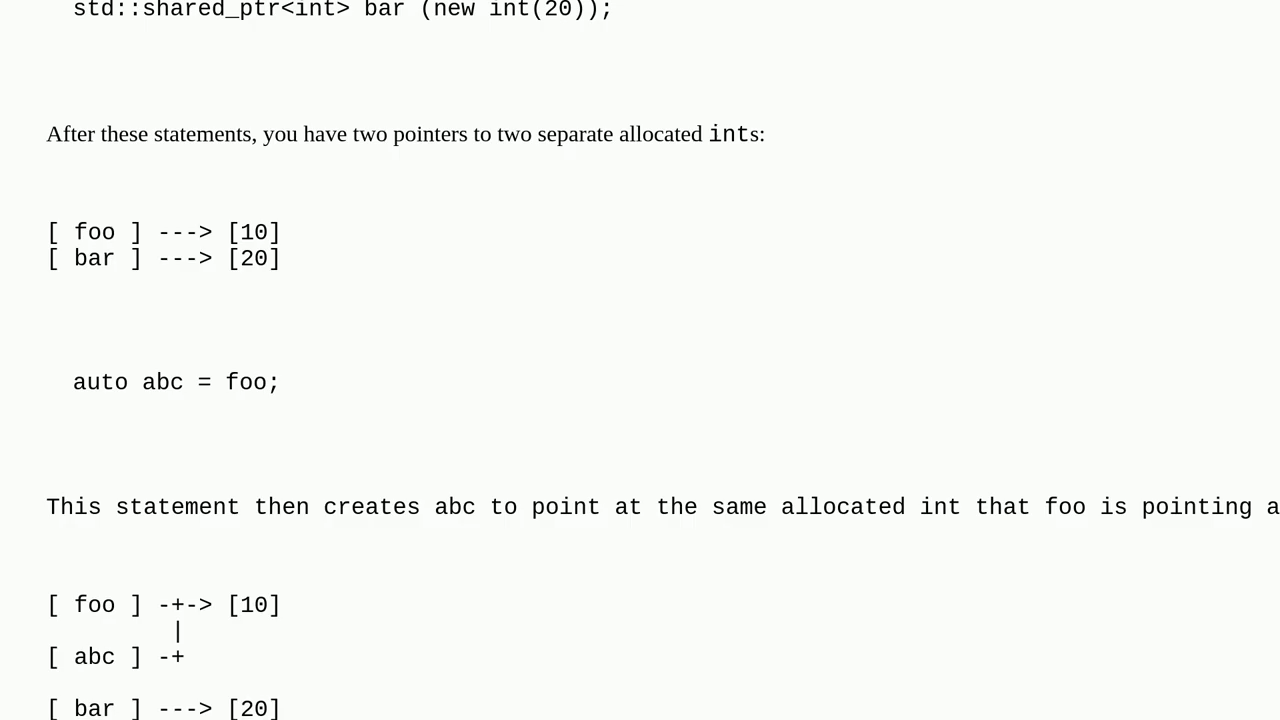 std::shared_ptr<int> bar (new int(20));
After these statements, you have two pointers to two separate allocated ints:
[ foo ] ---> [10]
[ bar ] ---> [20]
auto abc = foo;
This statement then creates abc to point at the same allocated int that foo is pointing a
[ foo ] -+-> [10]
         |
[ abc ] -+
[ bar ] ---> [20]